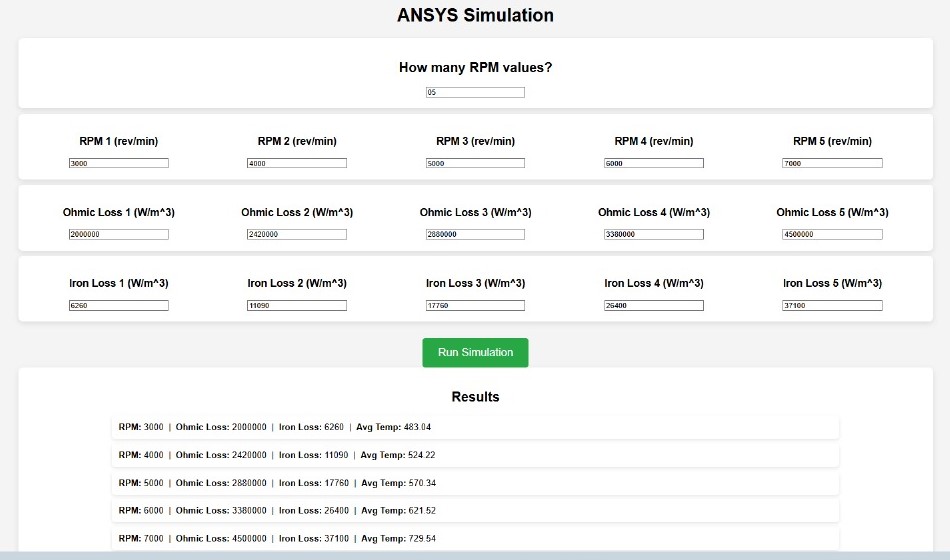 ANSYS Simulation
How many RPM values?
05
RPM 1 (rev/min) RPM 2 (rev/min) RPM 3 (rev/min) RPM 4 (rev/min) RPM 5 (rev/min)
3000 4000 5000 6000 7000
Ohmic Loss 1 (W/m^3) Ohmic Loss 2 (W/m^3) Ohmic Loss 3 (W/m^3) Ohmic Loss 4 (W/m^3) Ohmic Loss 5 (W/m^3)
2000000 2420000 2880000 3380000 4500000
Iron Loss 1 (W/m^3) Iron Loss 2 (W/m^3) Iron Loss 3 (W/m^3) Iron Loss 4 (W/m^3) Iron Loss 5 (W/m^3)
6260 11090 17760 26400 37100
Run Simulation
Results
RPM: 3000 | Ohmic Loss: 2000000 | Iron Loss: 6260 | Avg Temp: 483.04
RPM: 4000 | Ohmic Loss: 2420000 | Iron Loss: 11090 | Avg Temp: 524.22
RPM: 5000 | Ohmic Loss: 2880000 | Iron Loss: 17760 | Avg Temp: 570.34
RPM: 6000 | Ohmic Loss: 3380000 | Iron Loss: 26400 | Avg Temp: 621.52
RPM: 7000 | Ohmic Loss: 4500000 | Iron Loss: 37100 | Avg Temp: 729.54